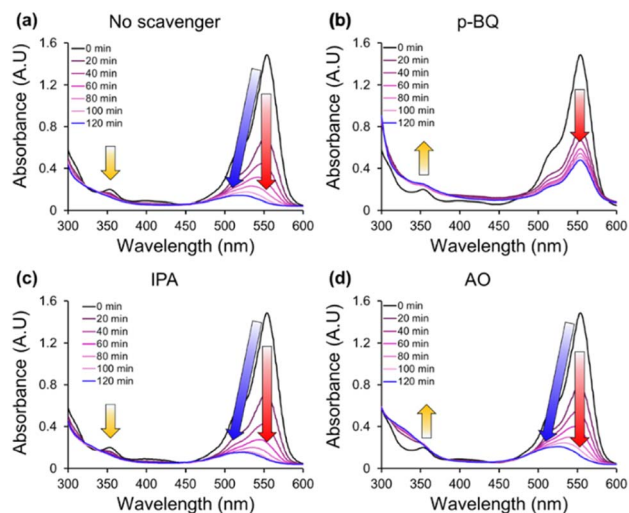 (a) No scavenger
Absorbance (A.U)
1.6
1.2
0.8
0.4
0
0 min
20 min
40 min
60 min
80 min
100 min
120 min
300 350 400 450 500 550 600
Wavelength (nm)
(b) p-BQ
Absorbance (A.U)
1.6
1.2
0.8
0.4
0
0 min
20 min
40 min
60 min
80 min
100 min
120 min
300 350 400 450 500 550 600
Wavelength (nm)
(c) IPA
Absorbance (A.U)
1.6
1.2
0.8
0.4
0
0 min
20 min
40 min
60 min
80 min
100 min
120 min
300 350 400 450 500 550 600
Wavelength (nm)
(d) AO
Absorbance (A.U)
1.6
1.2
0.8
0.4
0
0 min
20 min
40 min
60 min
80 min
100 min
120 min
300 350 400 450 500 550 600
Wavelength (nm)